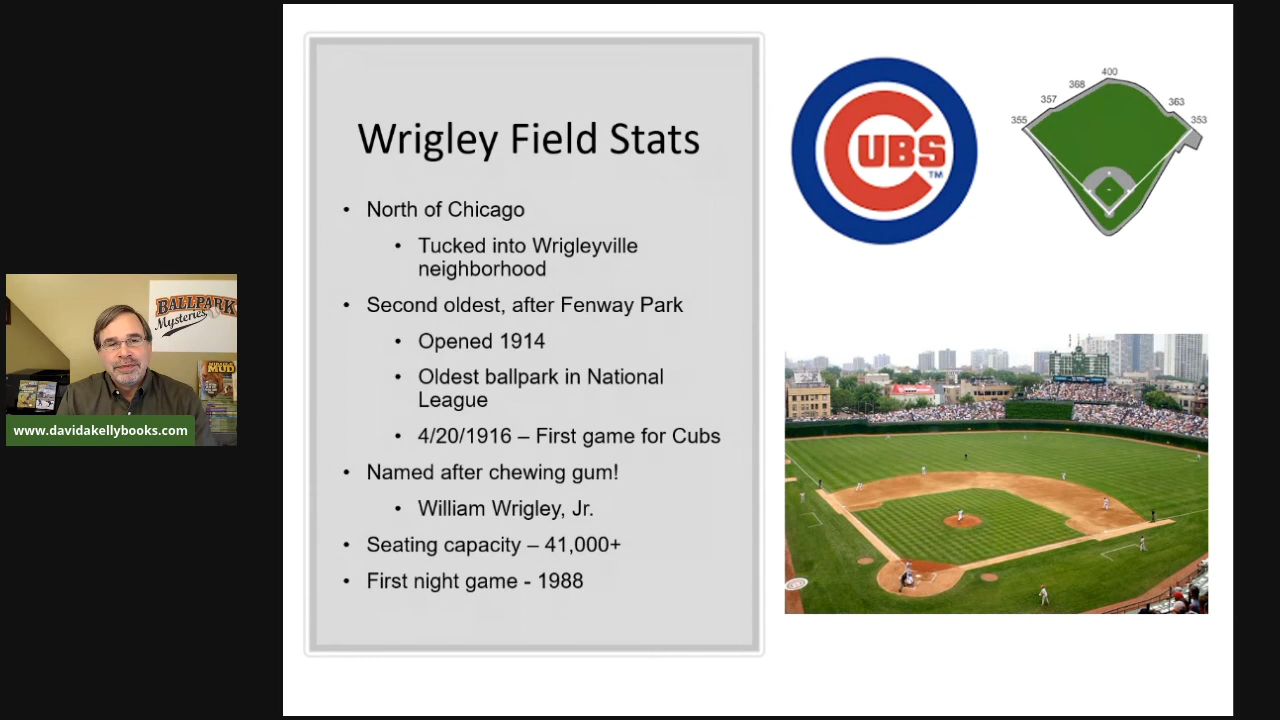 Wrigley Field Stats
• North of Chicago
• Tucked into Wrigleyville
neighborhood
• Second oldest, after Fenway Park
• Opened 1914
• Oldest ballpark in National
League
• 4/20/1916 – First game for Cubs
• Named after chewing gum!
• William Wrigley, Jr.
• Seating capacity – 41,000+
• First night game - 1988
CUBS
TM
400
368
357
363
355
353
BALLPARK
Mysteries
MUD
www.davidakellybooks.com